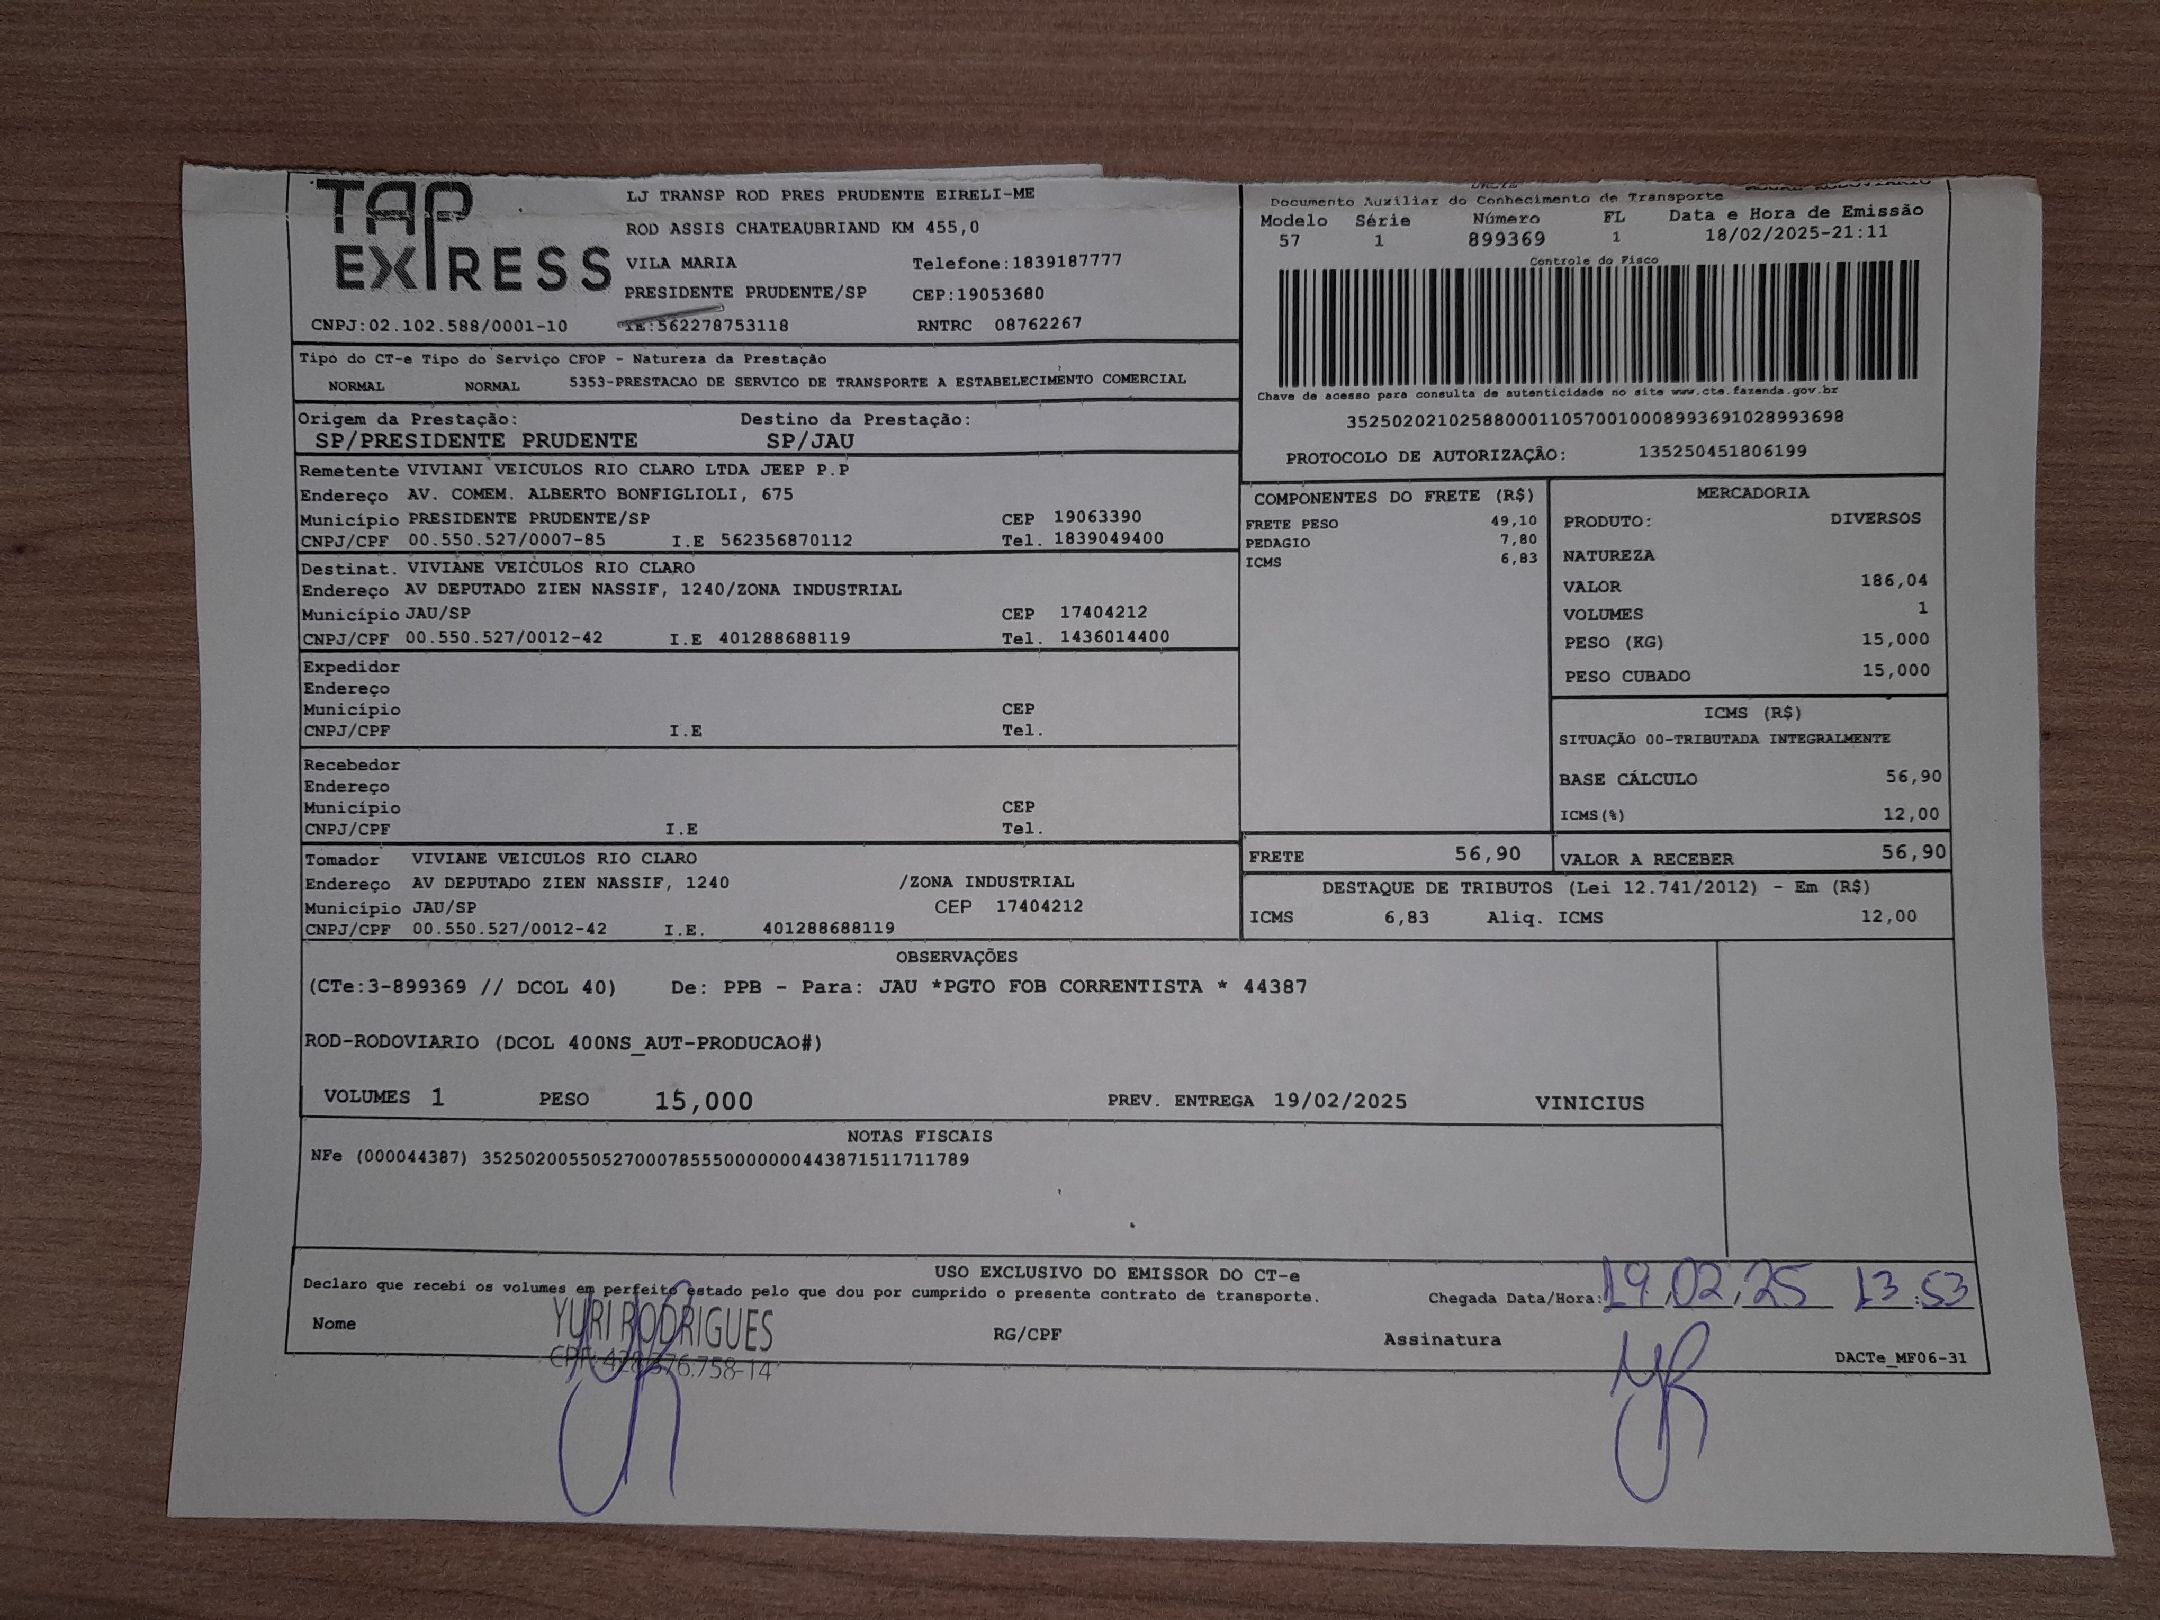 TAP
EXPRESS
LJ TRANSP ROD PRES PRUDENTE EIRELI-ME
ROD ASSIS CHATEAUBRIAND KM 455,0
VILA MARIA Telefone:1839187777
PRESIDENTE PRUDENTE/SP CEP:19053680
CNPJ:02.102.588/0001-10 IE:562278753118 RNTRC 08762267
Documento Auxiliar do Conhecimento de Transporte
Modelo Série Número FL Data e Hora de Emissão
57 1 899369 1 18/02/2025-21:11
Controle do Fisco
Chave de acesso para consulta de autenticidade no site www.cte.fazenda.gov.br
35250202102588000110570010008993691028993698
PROTOCOLO DE AUTORIZAÇÃO: 135250451806199
Tipo do CT-e Tipo do Serviço CFOP - Natureza da Prestação
NORMAL NORMAL 5353-PRESTACAO DE SERVICO DE TRANSPORTE A ESTABELECIMENTO COMERCIAL
Origem da Prestação: Destino da Prestação:
SP/PRESIDENTE PRUDENTE SP/JAU
Remetente VIVIANI VEICULOS RIO CLARO LTDA JEEP P.P
Endereço AV. COMEM. ALBERTO BONFIGLIOLI, 675
Município PRESIDENTE PRUDENTE/SP CEP 19063390
CNPJ/CPF 00.550.527/0007-85 I.E 562356870112 Tel. 1839049400
Destinat. VIVIANE VEICULOS RIO CLARO
Endereço AV DEPUTADO ZIEN NASSIF, 1240/ZONA INDUSTRIAL
Município JAU/SP CEP 17404212
CNPJ/CPF 00.550.527/0012-42 I.E 401288688119 Tel. 1436014400
Expedidor
Endereço
Município CEP
CNPJ/CPF I.E Tel.
Recebedor
Endereço
Município CEP
CNPJ/CPF I.E Tel.
Tomador VIVIANE VEICULOS RIO CLARO
Endereço AV DEPUTADO ZIEN NASSIF, 1240 /ZONA INDUSTRIAL
Município JAU/SP CEP 17404212
CNPJ/CPF 00.550.527/0012-42 I.E. 401288688119
COMPONENTES DO FRETE (R$)
FRETE PESO 49,10
PEDAGIO 7,80
ICMS 6,83
MERCADORIA
PRODUTO: DIVERSOS
NATUREZA
VALOR 186,04
VOLUMES 1
PESO (KG) 15,000
PESO CUBADO 15,000
ICMS (R$)
SITUAÇÃO 00-TRIBUTADA INTEGRALMENTE
BASE CÁLCULO 56,90
ICMS(%) 12,00
FRETE 56,90 VALOR A RECEBER 56,90
DESTAQUE DE TRIBUTOS (Lei 12.741/2012) - Em (R$)
ICMS 6,83 Aliq. ICMS 12,00
OBSERVAÇÕES
(CTe:3-899369 // DCOL 40) De: PPB - Para: JAU *PGTO FOB CORRENTISTA * 44387
ROD-RODOVIARIO (DCOL 400NS_AUT-PRODUCAO#)
VOLUMES 1 PESO 15,000 PREV. ENTREGA 19/02/2025 VINICIUS
NOTAS FISCAIS
NFe (000044387) 35250200550527000785550000000443871511711789
USO EXCLUSIVO DO EMISSOR DO CT-e
Declaro que recebi os volumes em perfeito estado pelo que dou por cumprido o presente contrato de transporte.
Chegada Data/Hora: 19,02,25 13:53
Nome YURI RODRIGUES RG/CPF Assinatura
DACTe_MF06-31